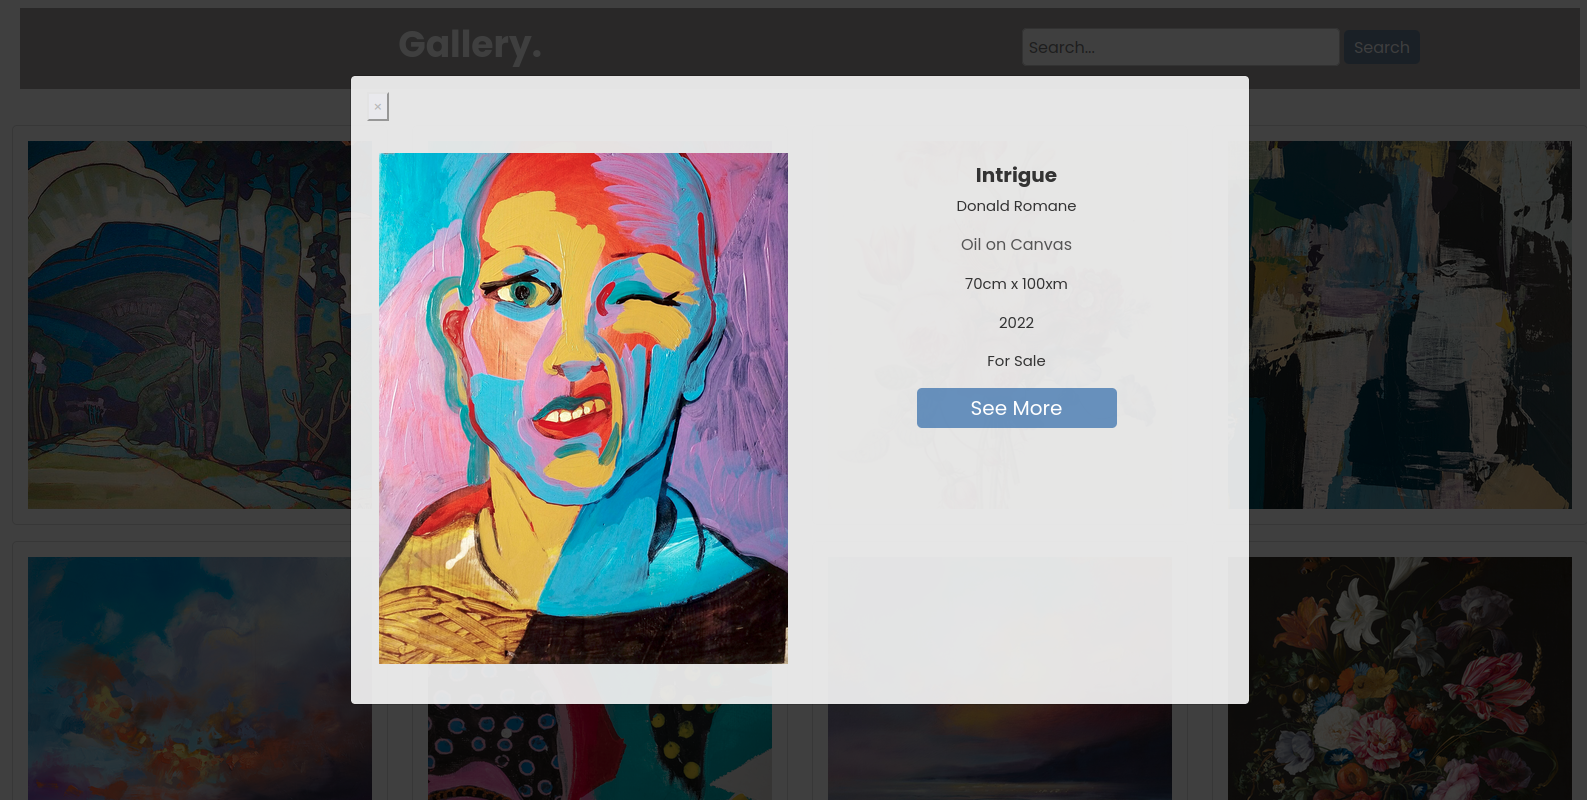 Gallery.
Search...
Search
×
Intrigue
Donald Romane
Oil on Canvas
70cm x 100xm
2022
For Sale
See More